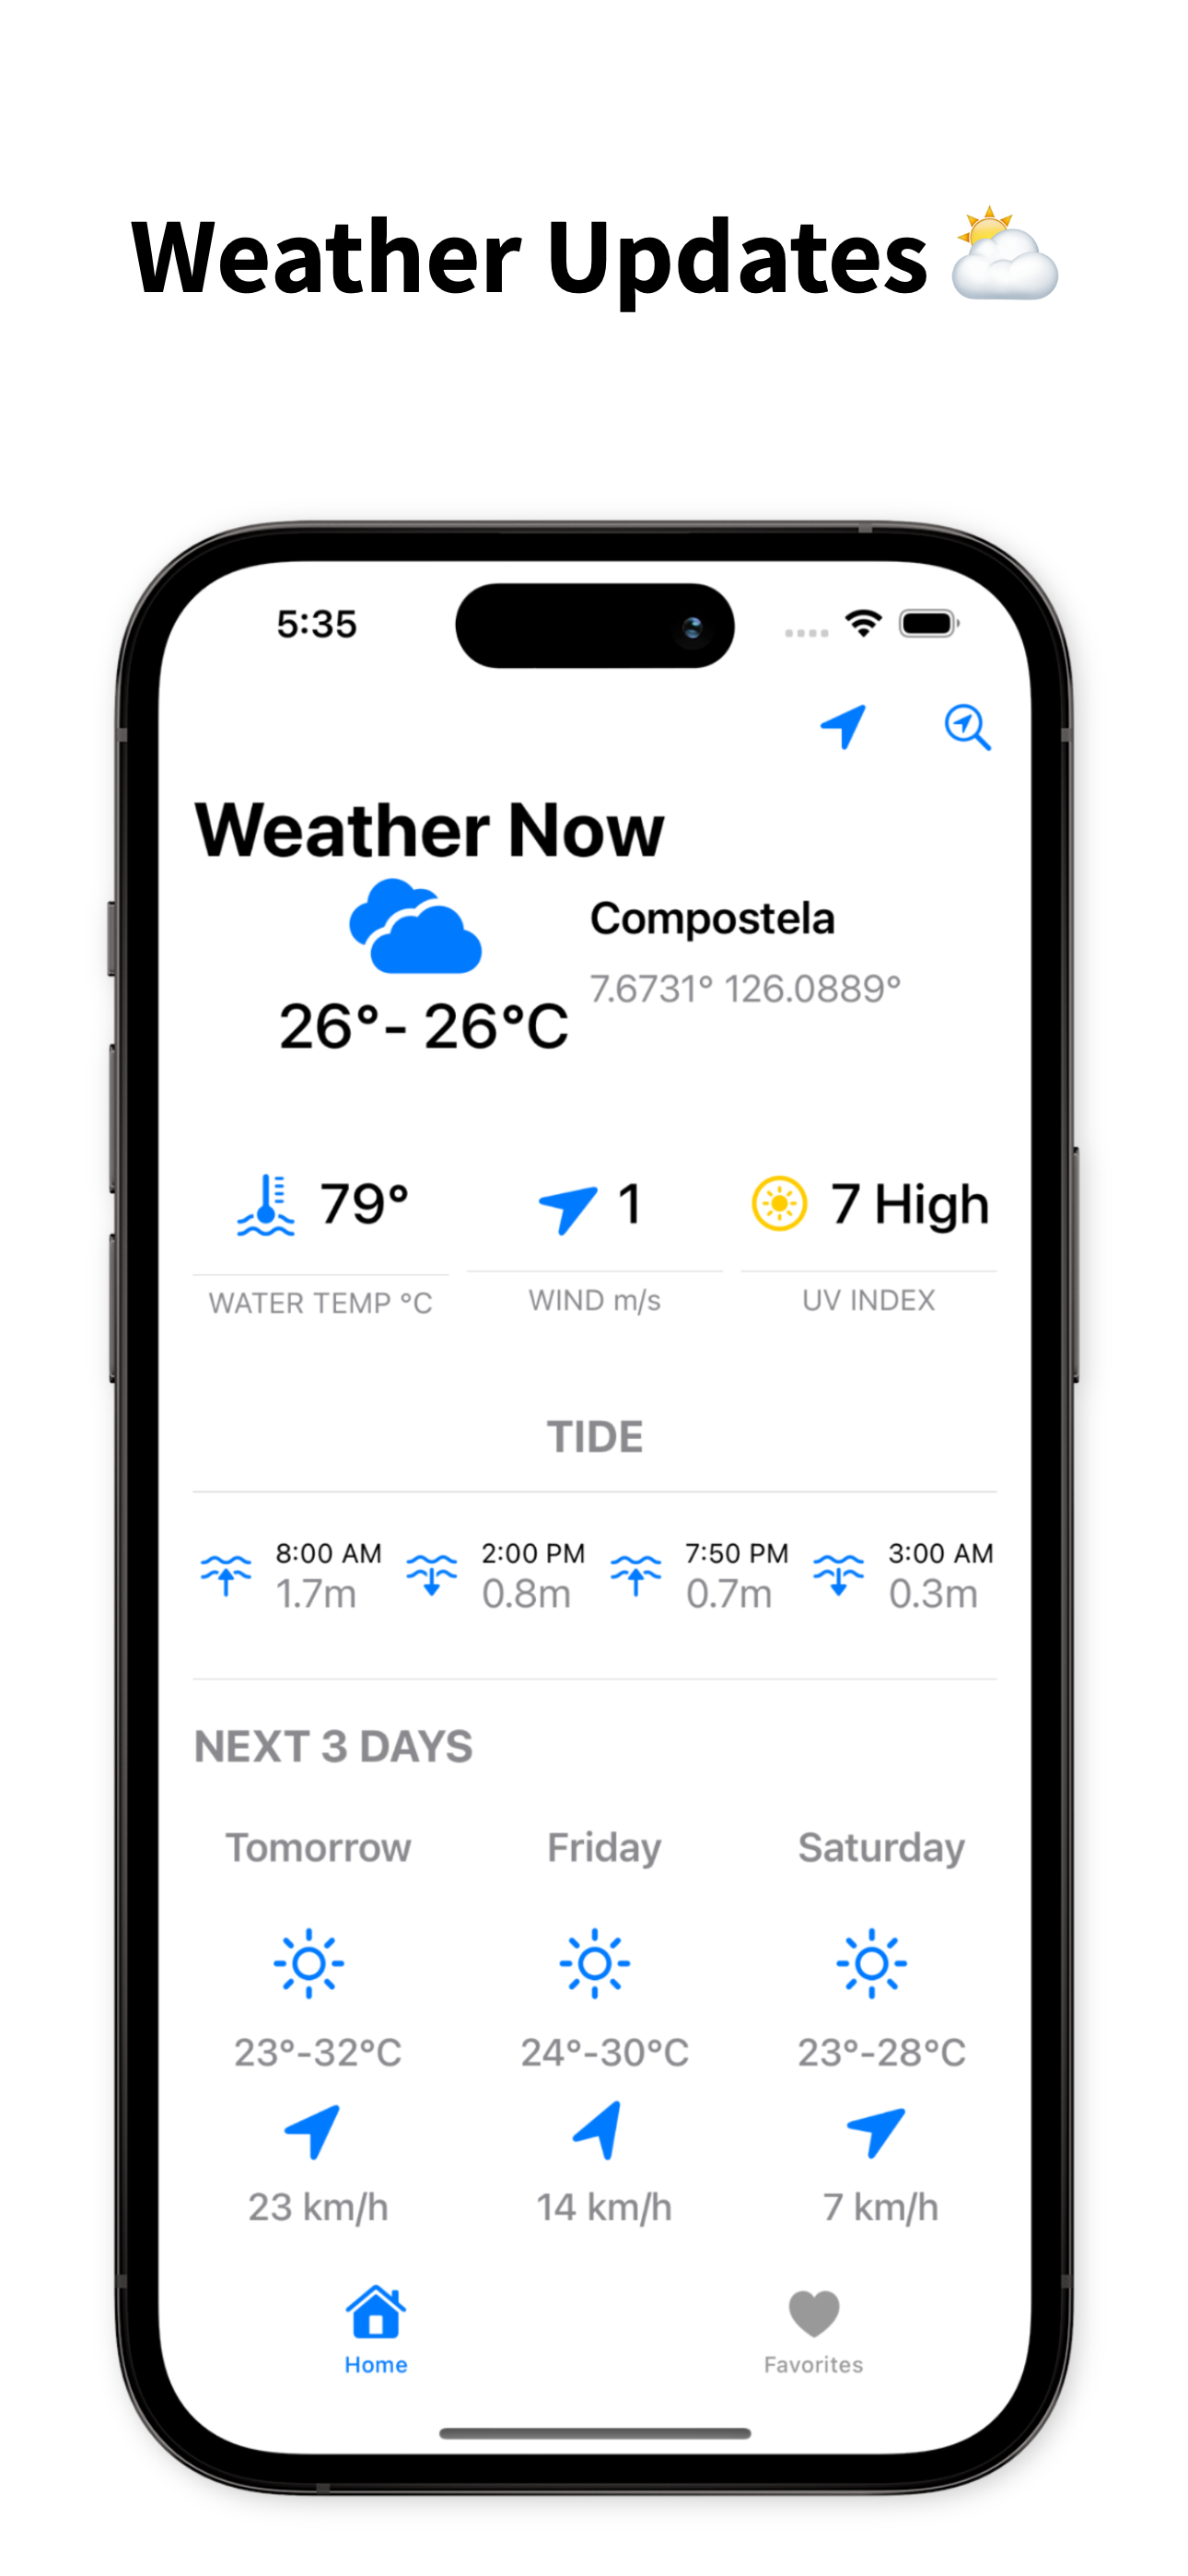 Weather Updates
5:35
Weather Now
Compostela
7.6731° 126.0889°
26°- 26°C
79° 1 7 High
WATER TEMP °C WIND m/s UV INDEX
TIDE
8:00 AM 2:00 PM 7:50 PM 3:00 AM
1.7m 0.8m 0.7m 0.3m
NEXT 3 DAYS
Tomorrow Friday Saturday
23°-32°C 24°-30°C 23°-28°C
23 km/h 14 km/h 7 km/h
Home Favorites